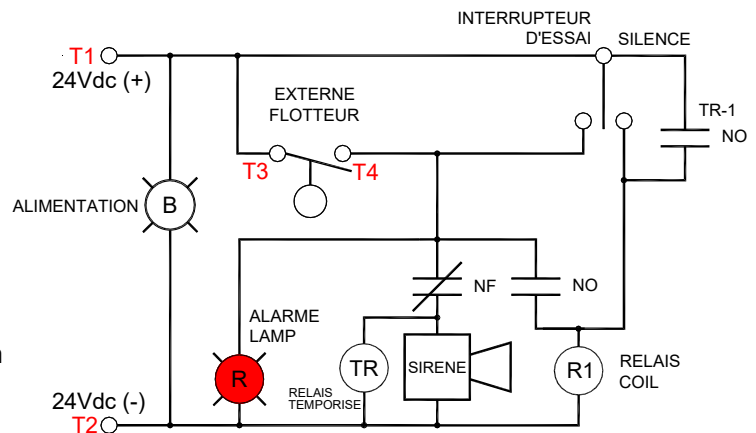 INTERRUPTEUR
D'ESSAI
SILENCE
T1
24Vdc (+)
EXTERNE
FLOTTEUR
TR-1
NO
T3
T4
ALIMENTATION
B
NF
NO
ALARME
LAMP
R
RELAIS
TEMPORISE
TR
SIRENE
R1
RELAIS
COIL
24Vdc (-)
T2